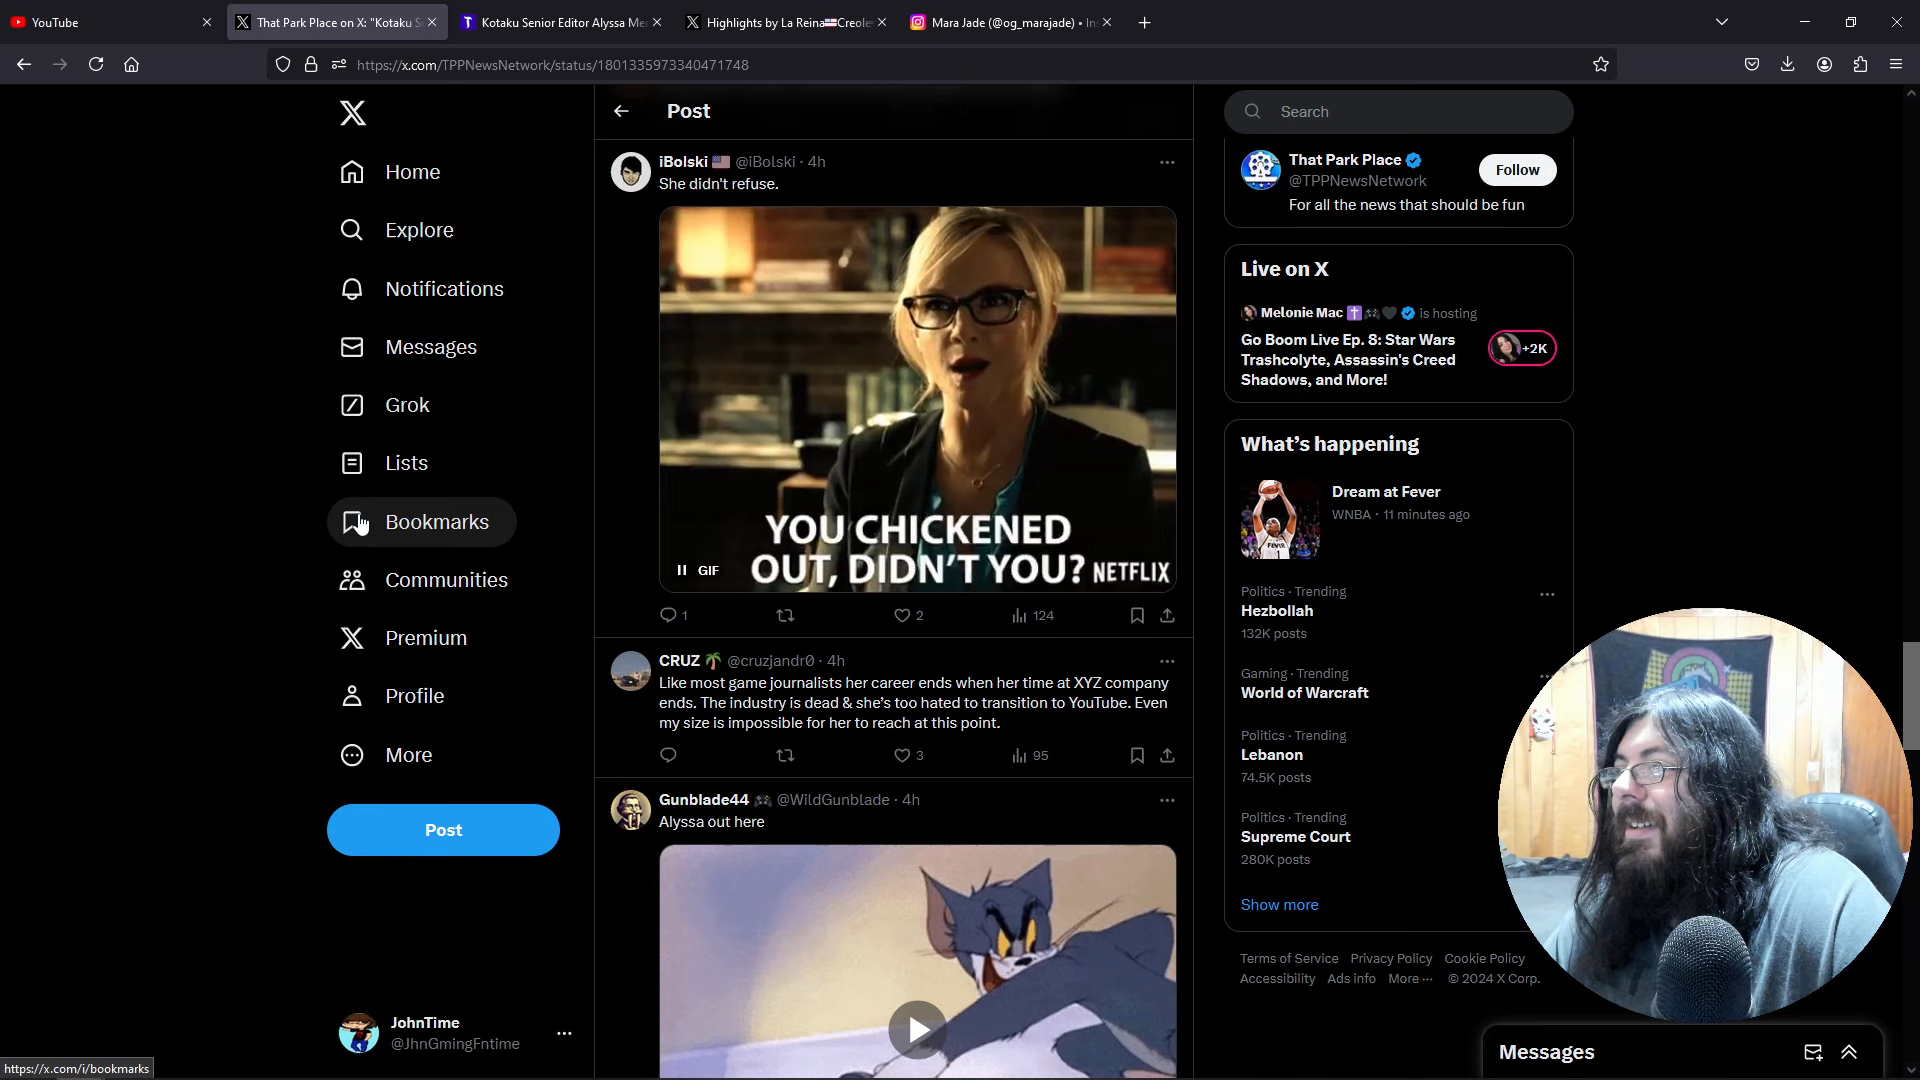 YouTube
That Park Place on X: "Kotaku S
Kotaku Senior Editor Alyssa Me
Highlights by La Reina Creole
Mara Jade (@og_marajade) • In
https://x.com/TPPNewsNetwork/status/1801335973340471748
Home
Explore
Notifications
Messages
Grok
Lists
Bookmarks
Communities
Premium
Profile
More
Post
JohnTime
@JhnGmingFntime
https://x.com/i/bookmarks
Post
iBolski @iBolski · 4h
She didn't refuse.
YOU CHICKENED
OUT, DIDN'T YOU?
NETFLIX
GIF
1
2
124
CRUZ @cruzjandr0 · 4h
Like most game journalists her career ends when her time at XYZ company
ends. The industry is dead & she's too hated to transition to YouTube. Even
my size is impossible for her to reach at this point.
3
95
Gunblade44 @WildGunblade · 4h
Alyssa out here
Search
That Park Place
@TPPNewsNetwork
Follow
For all the news that should be fun
Live on X
Melonie Mac is hosting
Go Boom Live Ep. 8: Star Wars
Trashcolyte, Assassin's Creed
Shadows, and More!
+2K
What's happening
Dream at Fever
WNBA · 11 minutes ago
FEVER
1
Politics · Trending
Hezbollah
132K posts
Gaming · Trending
World of Warcraft
Politics · Trending
Lebanon
74.5K posts
Politics · Trending
Supreme Court
280K posts
Show more
Terms of Service Privacy Policy Cookie Policy
Accessibility Ads info More ··· © 2024 X Corp.
Messages